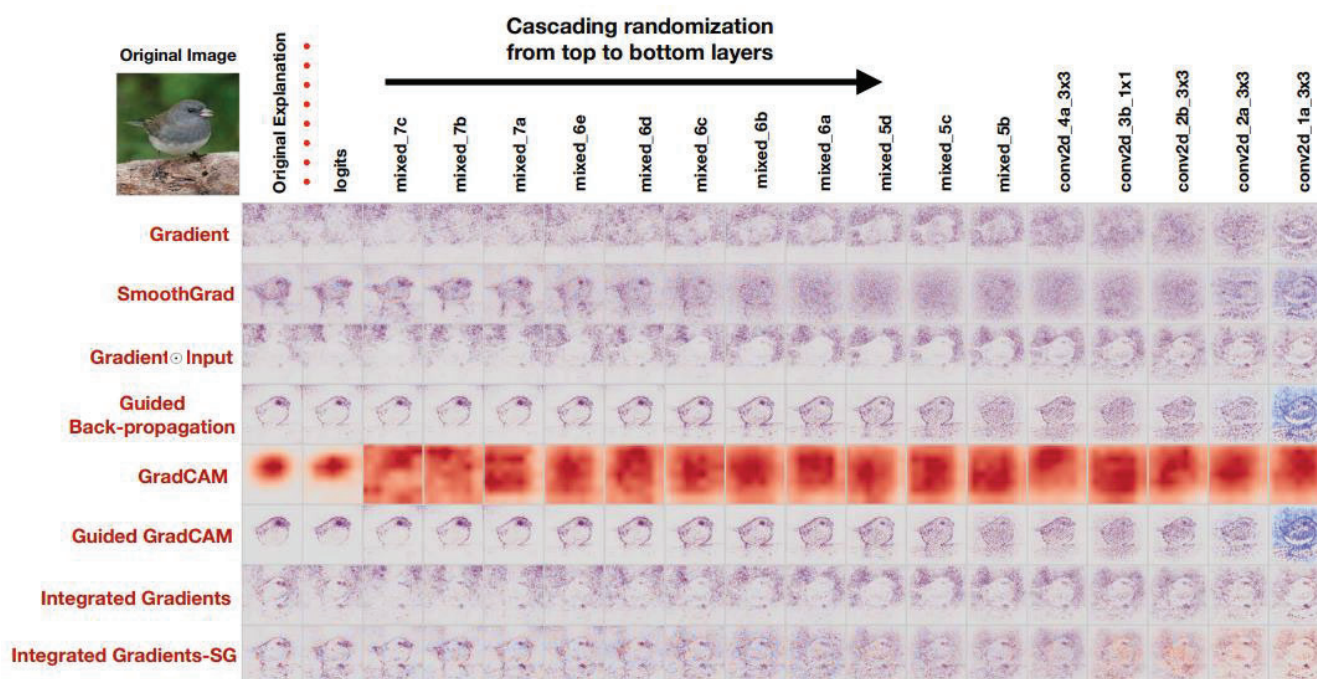 Cascading randomization
from top to bottom layers
Original Image
Original Explanation
logits
mixed_7c
mixed_7b
mixed_7a
mixed_6e
mixed_6d
mixed_6c
mixed_6b
mixed_6a
mixed_5d
mixed_5c
mixed_5b
conv2d_4a_3x3
conv2d_3b_1x1
conv2d_2b_3x3
conv2d_2a_3x3
conv2d_1a_3x3
Gradient
SmoothGrad
Gradient⊙Input
Guided
Back-propagation
GradCAM
Guided GradCAM
Integrated Gradients
Integrated Gradients-SG